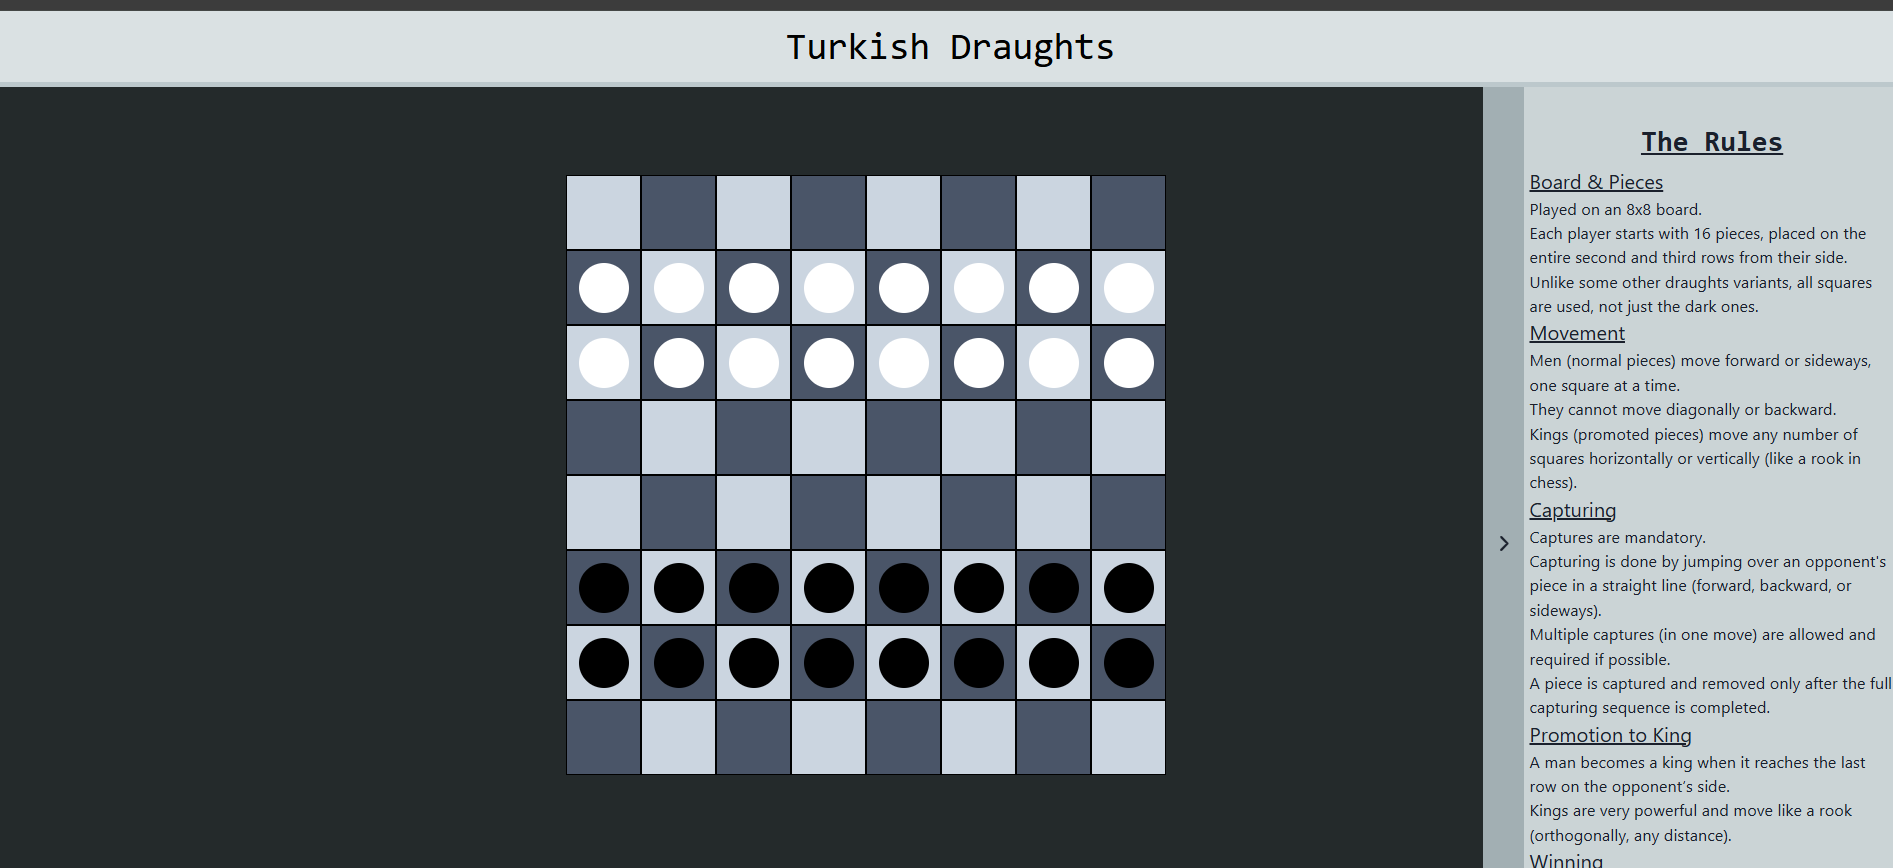 Turkish Draughts
The Rules
Board & Pieces
Played on an 8x8 board.
Each player starts with 16 pieces, placed on the
entire second and third rows from their side.
Unlike some other draughts variants, all squares
are used, not just the dark ones.
Movement
Men (normal pieces) move forward or sideways,
one square at a time.
They cannot move diagonally or backward.
Kings (promoted pieces) move any number of
squares horizontally or vertically (like a rook in
chess).
Capturing
Captures are mandatory.
Capturing is done by jumping over an opponent's
piece in a straight line (forward, backward, or
sideways).
Multiple captures (in one move) are allowed and
required if possible.
A piece is captured and removed only after the full
capturing sequence is completed.
Promotion to King
A man becomes a king when it reaches the last
row on the opponent’s side.
Kings are very powerful and move like a rook
(orthogonally, any distance).
Winning